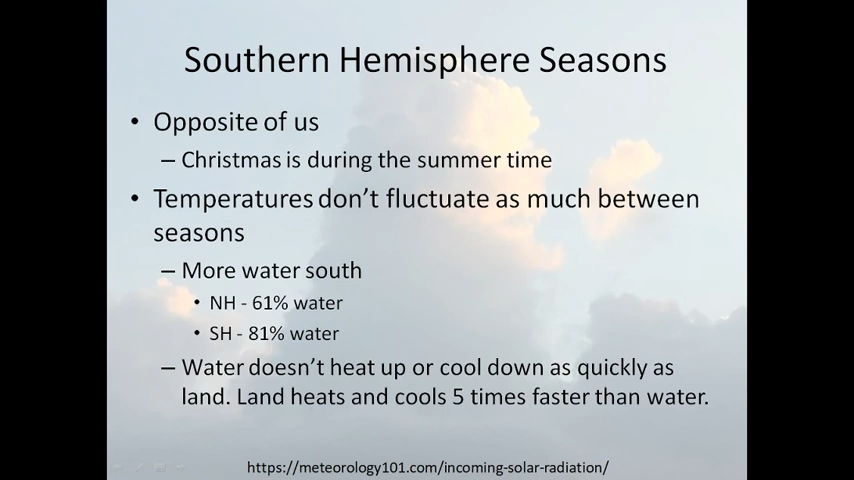 Southern Hemisphere Seasons
• Opposite of us
– Christmas is during the summer time
• Temperatures don't fluctuate as much between
seasons
– More water south
• NH - 61% water
• SH - 81% water
– Water doesn't heat up or cool down as quickly as
land. Land heats and cools 5 times faster than water.
https://meteorology101.com/incoming-solar-radiation/